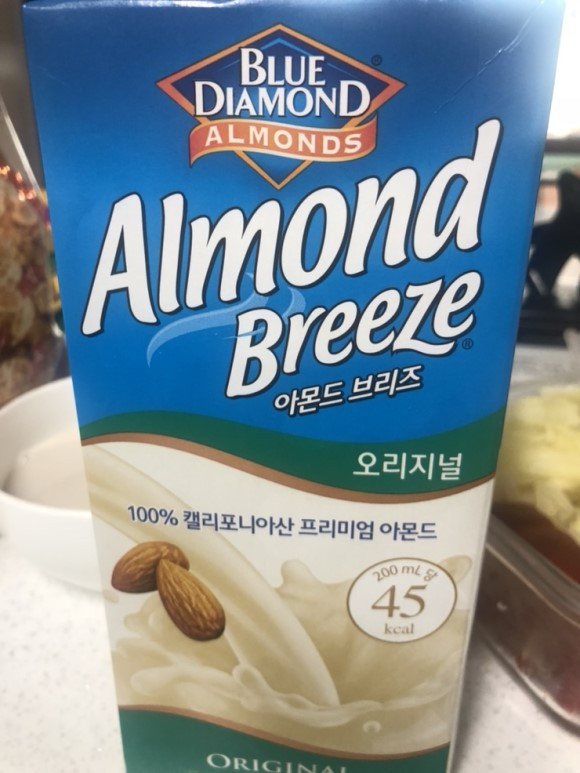 BLUE
DIAMOND
ALMONDS
Almond
Breeze
아몬드 브리즈
오리지널
100% 캘리포니아산 프리미엄 아몬드
200 mL 당
45
kcal
ORIGINAL